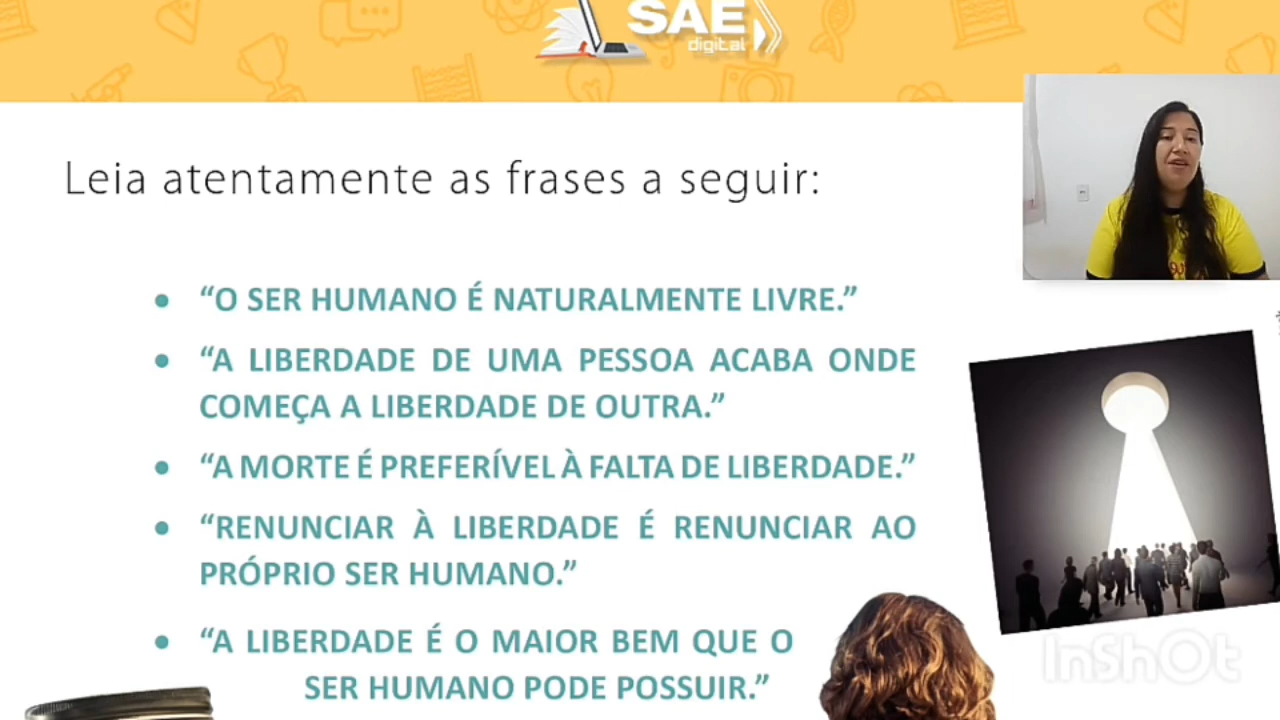 SAE
digital
Leia atentamente as frases a seguir:
• “O SER HUMANO É NATURALMENTE LIVRE.”
• “A LIBERDADE DE UMA PESSOA ACABA ONDE
COMEÇA A LIBERDADE DE OUTRA.”
• “A MORTE É PREFERÍVEL À FALTA DE LIBERDADE.”
• “RENUNCIAR À LIBERDADE É RENUNCIAR AO
PRÓPRIO SER HUMANO.”
• “A LIBERDADE É O MAIOR BEM QUE O
SER HUMANO PODE POSSUIR.”
InShOt